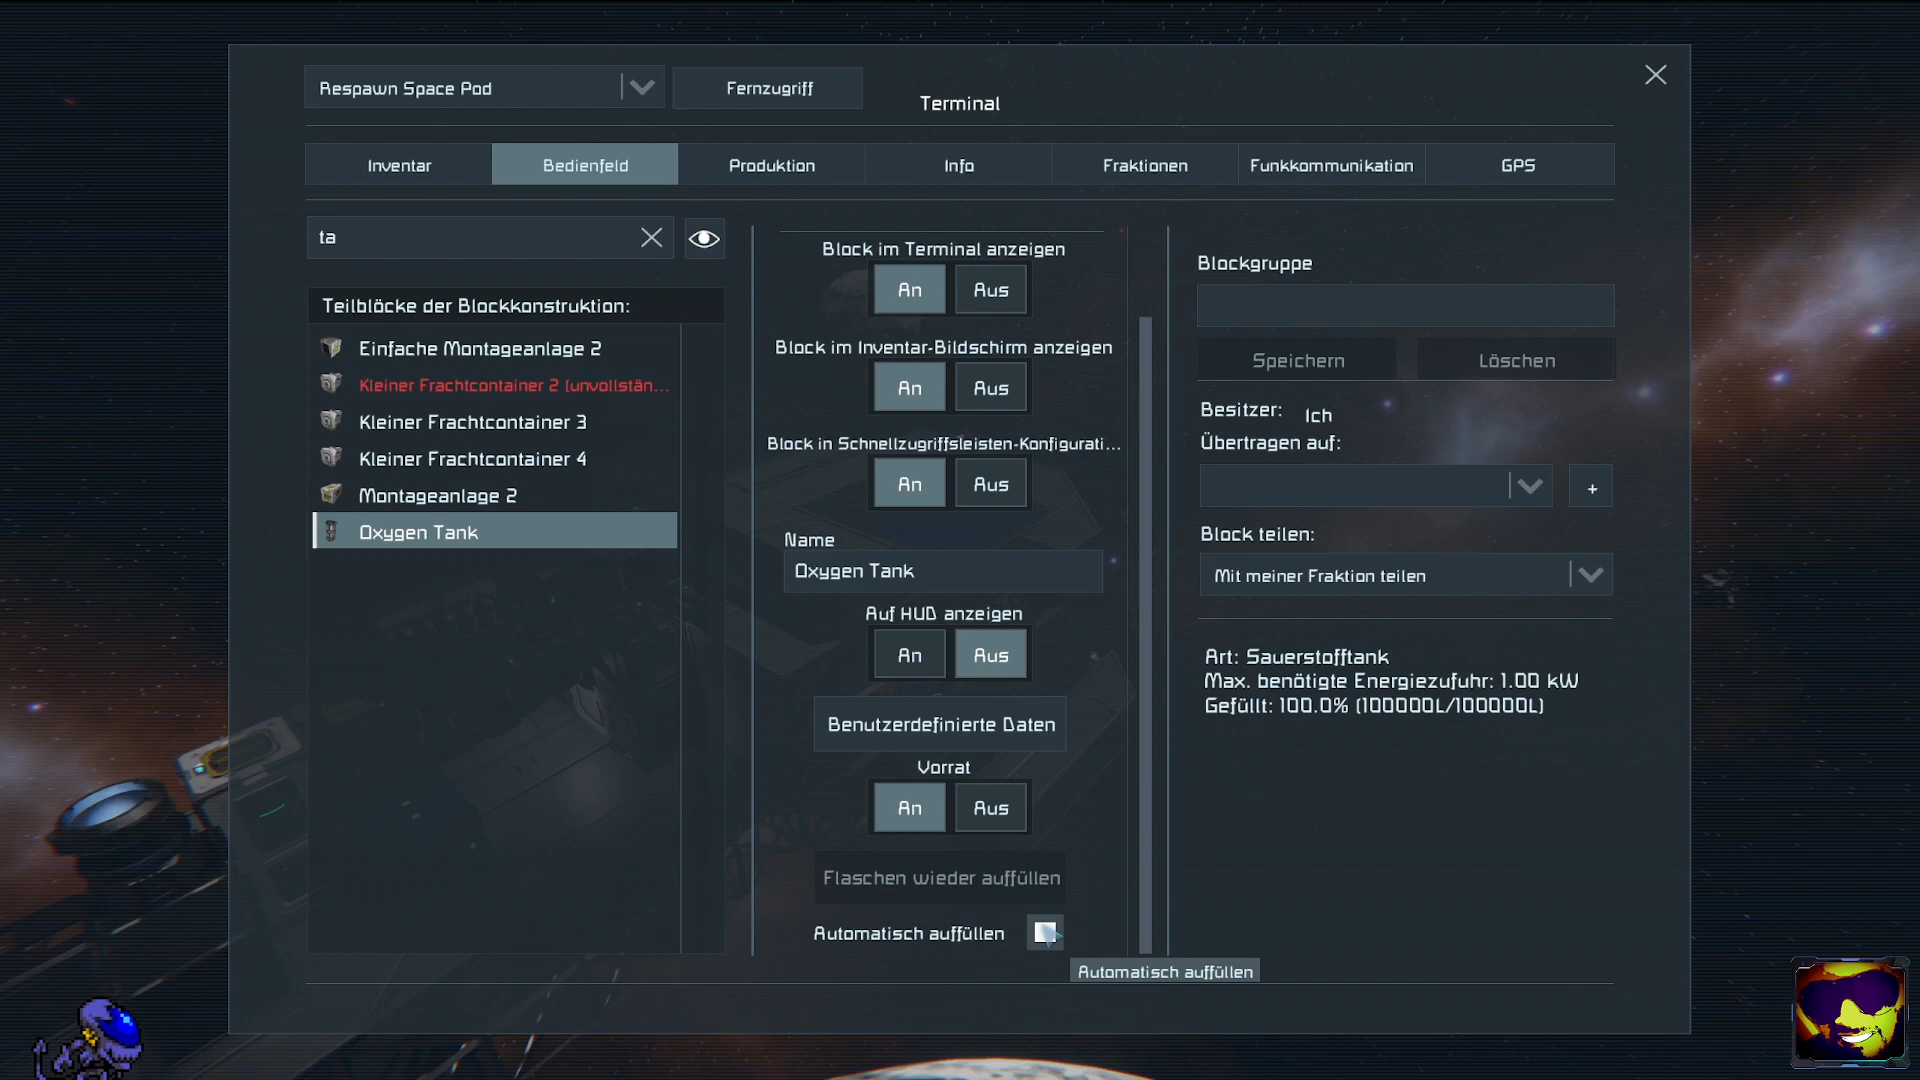 Respawn Space Pod
Fernzugriff
Terminal
Inventar
Bedienfeld
Produktion
Info
Fraktionen
Funkkommunikation
GPS
ta
Teilblöcke der Blockkonstruktion:
Einfache Montageanlage 2
Kleiner Frachtcontainer 2 (unvollstän...
Kleiner Frachtcontainer 3
Kleiner Frachtcontainer 4
Montageanlage 2
Oxygen Tank
Block im Terminal anzeigen
An Aus
Block im Inventar-Bildschirm anzeigen
An Aus
Block in Schnellzugriffsleisten-Konfigurati...
An Aus
Name
Oxygen Tank
Auf HUD anzeigen
An Aus
Benutzerdefinierte Daten
Vorrat
An Aus
Flaschen wieder auffüllen
Automatisch auffüllen
Automatisch auffüllen
Blockgruppe
Speichern Löschen
Besitzer: Ich
Übertragen auf:
+
Block teilen:
Mit meiner Fraktion teilen
Art: Sauerstofftank
Max. benötigte Energiezufuhr: 1.00 kW
Gefüllt: 100.0% (100000L/100000L)